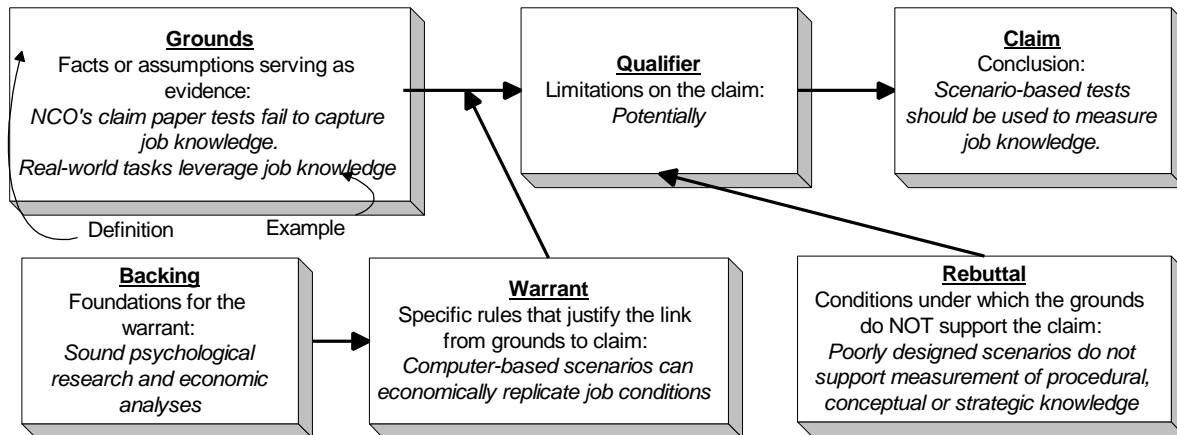 Grounds
Facts or assumptions serving as
evidence:
NCO's claim paper tests fail to capture
job knowledge.
Real-world tasks leverage job knowledge
Definition
Example
Qualifier
Limitations on the claim:
Potentially
Claim
Conclusion:
Scenario-based tests
should be used to measure
job knowledge.
Backing
Foundations for the
warrant:
Sound psychological
research and economic
analyses
Warrant
Specific rules that justify the link
from grounds to claim:
Computer-based scenarios can
economically replicate job conditions
Rebuttal
Conditions under which the grounds
do NOT support the claim:
Poorly designed scenarios do not
support measurement of procedural,
conceptual or strategic knowledge